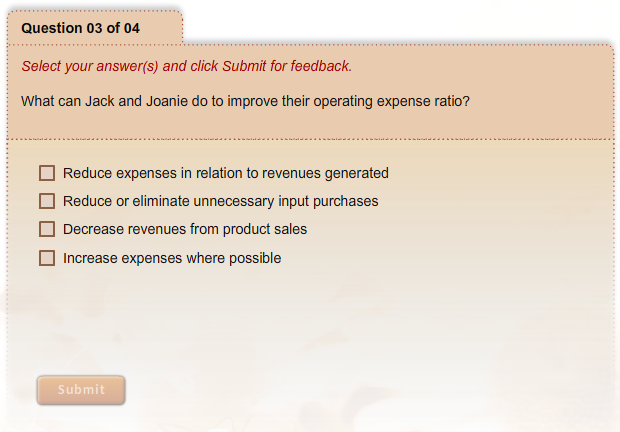 Question 03 of 04
Select your answer(s) and click Submit for feedback.
What can Jack and Joanie do to improve their operating expense ratio?
Reduce expenses in relation to revenues generated
Reduce or eliminate unnecessary input purchases
Decrease revenues from product sales
Increase expenses where possible
Submit